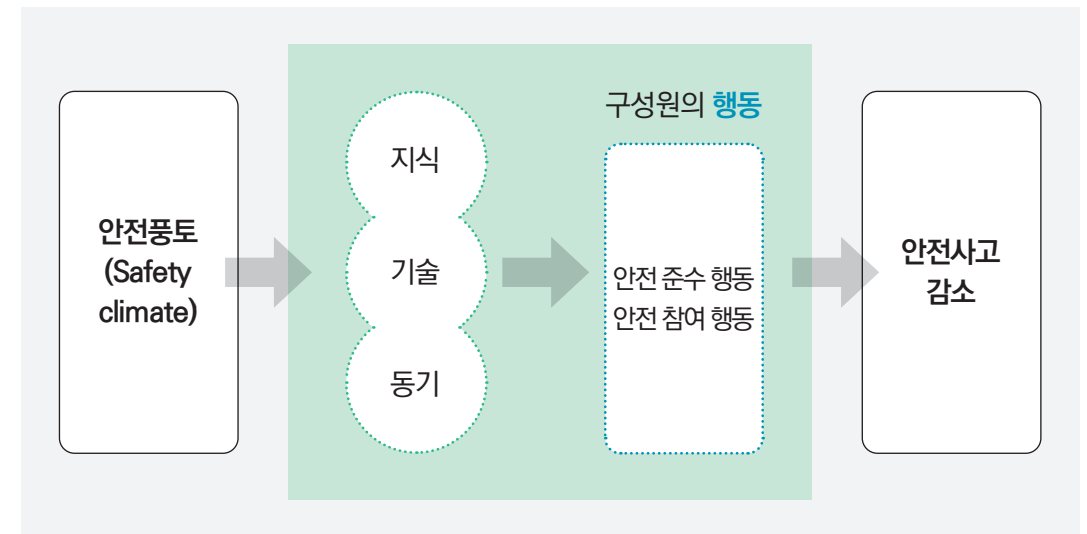 안전풍토
(Safety
climate)
지식
기술
동기
구성원의 행동
안전 준수 행동
안전 참여 행동
안전사고
감소